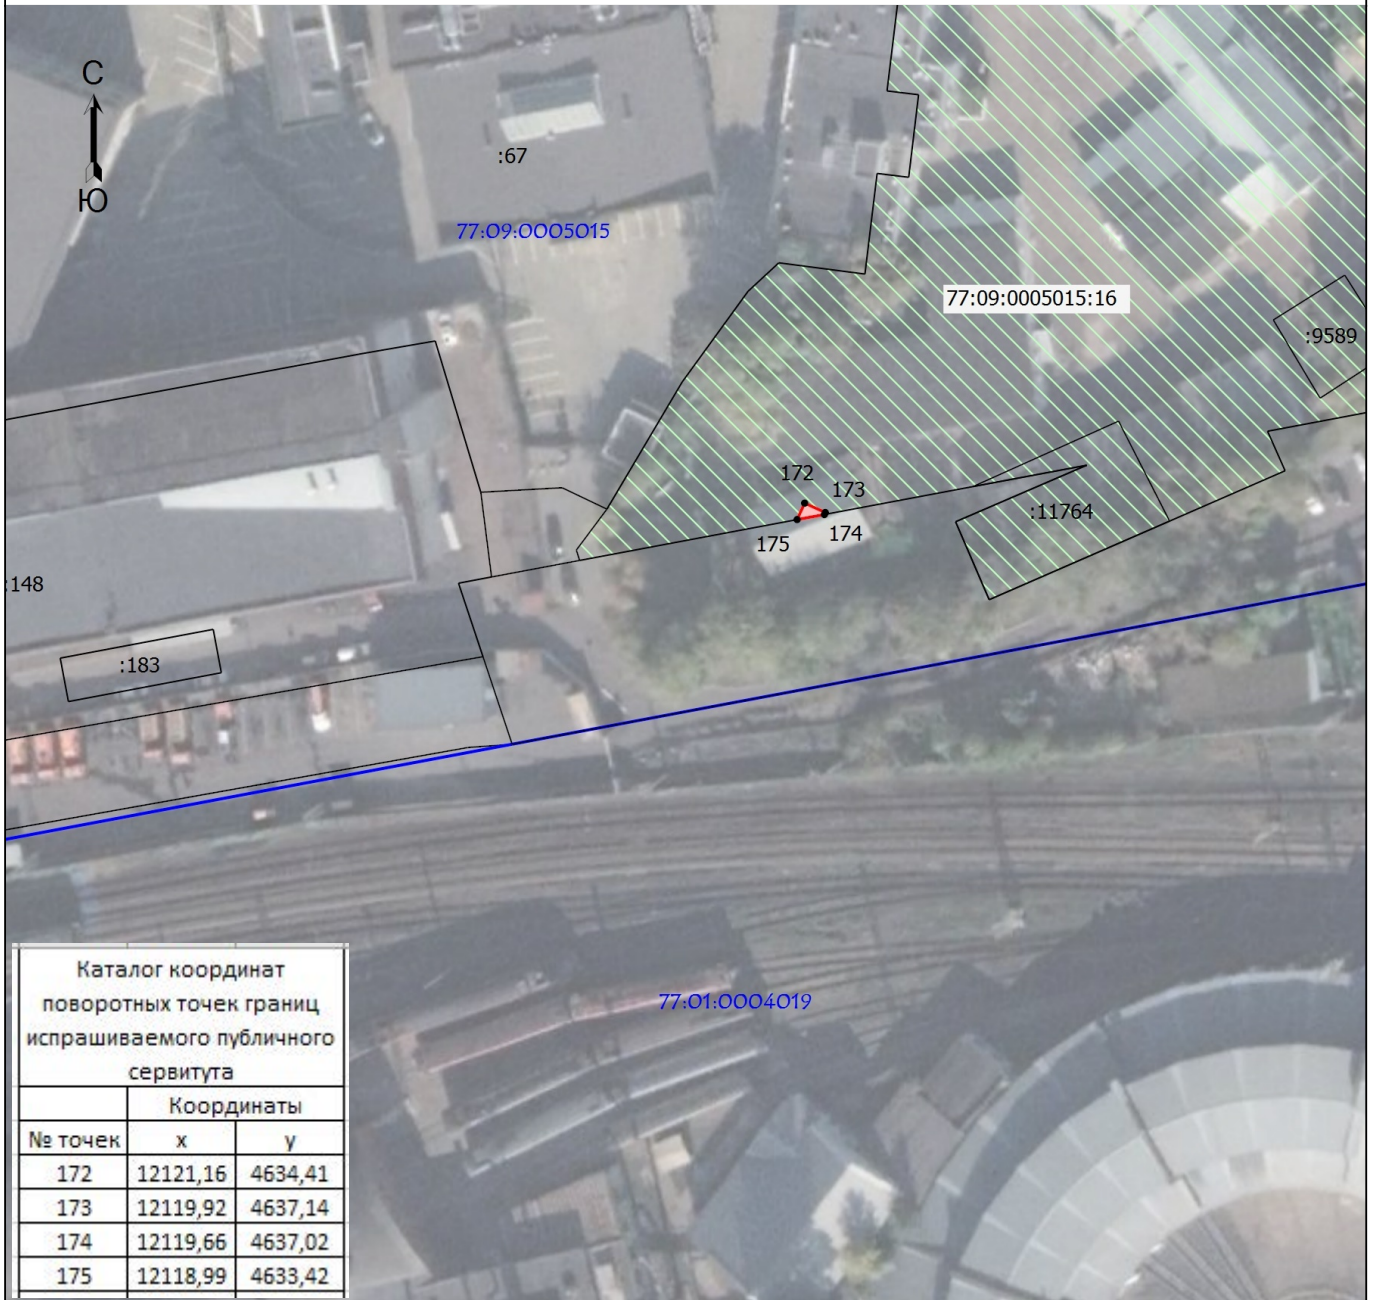 С
Ю
:67
77:09:0005015
77:09:0005015:16
:9589
172
173
:11764
174
175
:148
:183
77:01:0004019
Каталог координат
поворотных точек границ
испрашиваемого публичного
сервитута
Координаты
№ точек x y
172 12121,16 4634,41
173 12119,92 4637,14
174 12119,66 4637,02
175 12118,99 4633,42